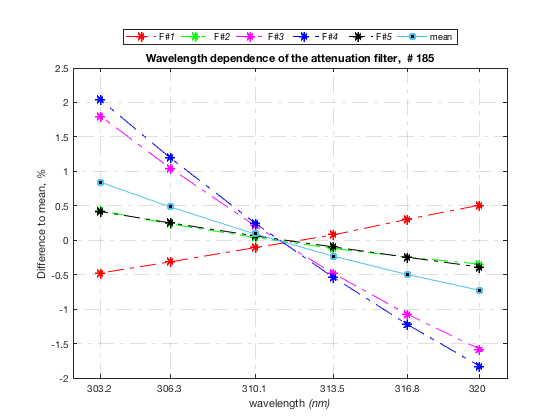 F#1 F#2 F#3 F#4 F#5 mean
Wavelength dependence of the attenuation filter, # 185
2.5
2
1.5
1
0.5
0
-0.5
-1
-1.5
-2
Difference to mean, %
303.2 306.3 310.1 313.5 316.8 320
wavelength (nm)